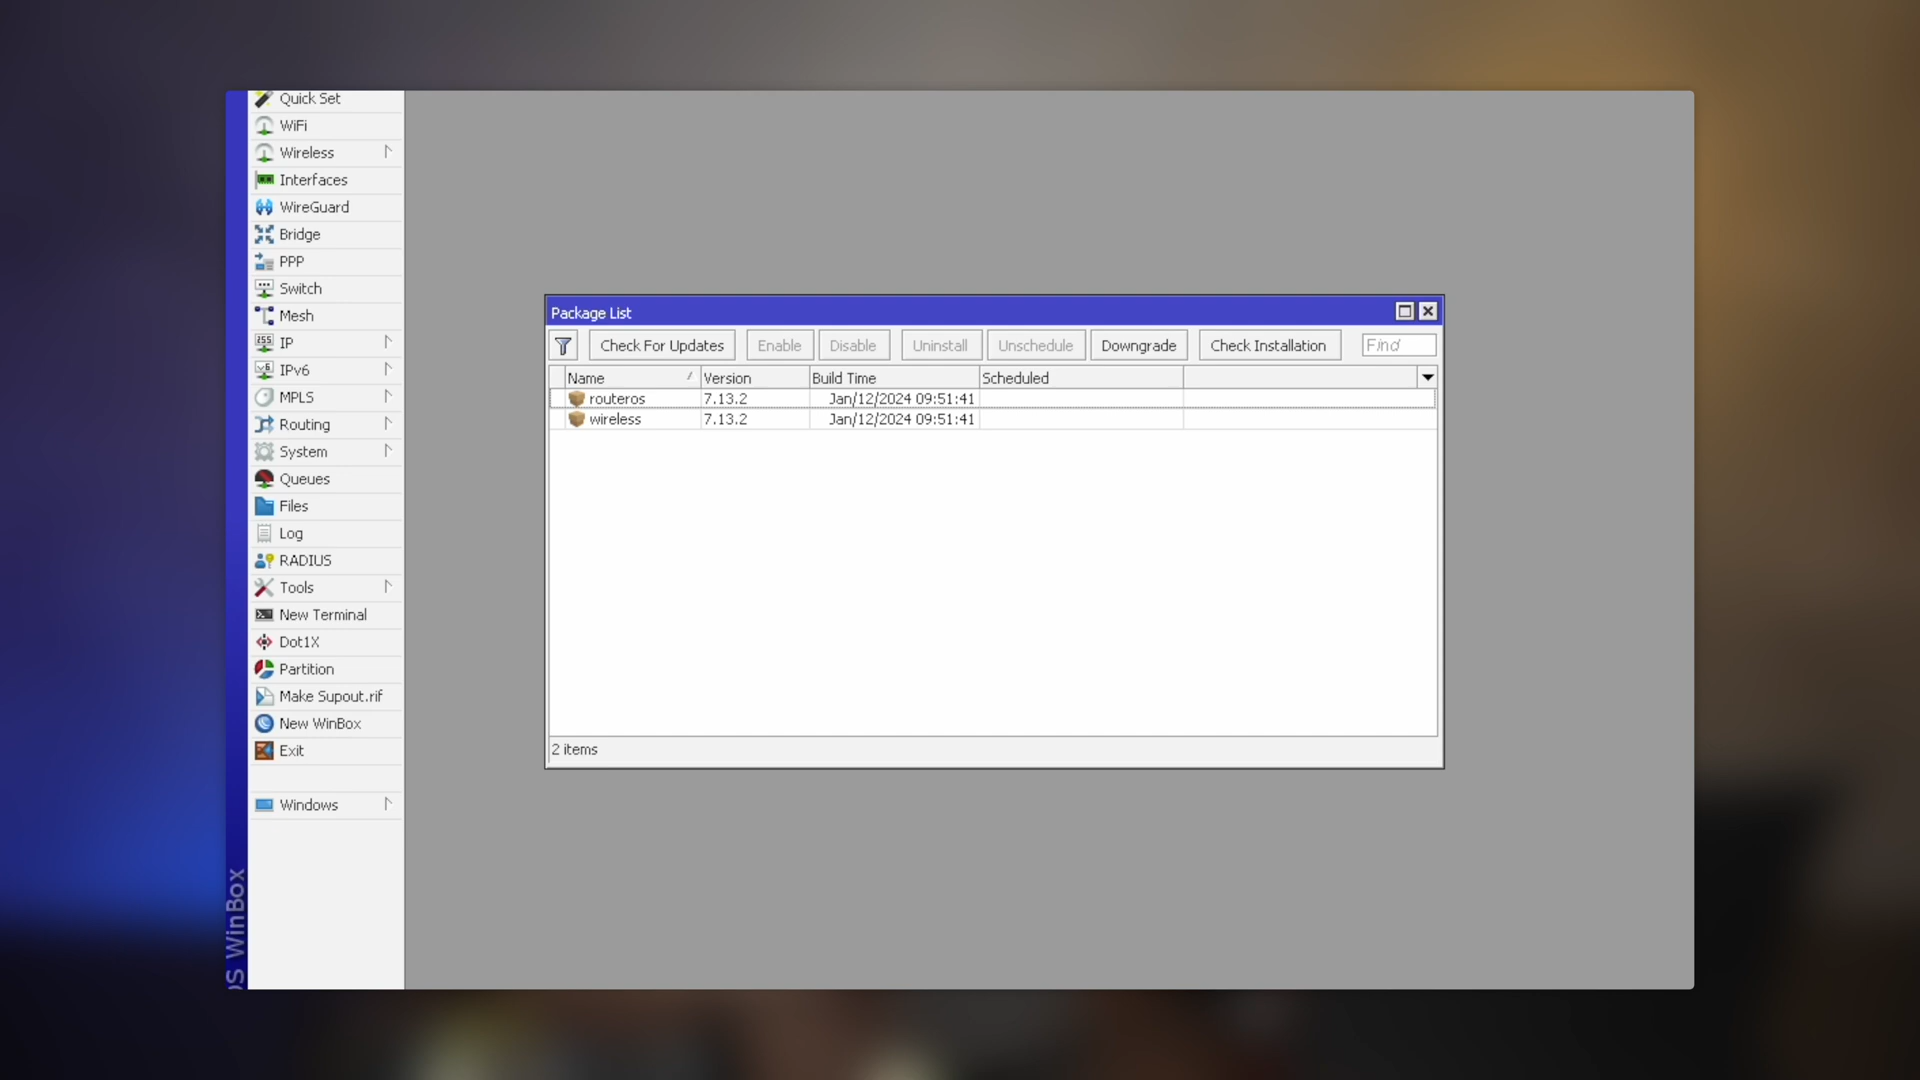 Quick Set
WiFi
Wireless
Interfaces
WireGuard
Bridge
PPP
Switch
Mesh
IP
IPv6
MPLS
Routing
System
Queues
Files
Log
RADIUS
Tools
New Terminal
Dot1X
Partition
Make Supout.rif
New WinBox
Exit
Windows
OS WinBox
Package List
Check For Updates Enable Disable Uninstall Unschedule Downgrade Check Installation Find
Name Version Build Time Scheduled
routeros 7.13.2 Jan/12/2024 09:51:41
wireless 7.13.2 Jan/12/2024 09:51:41
2 items